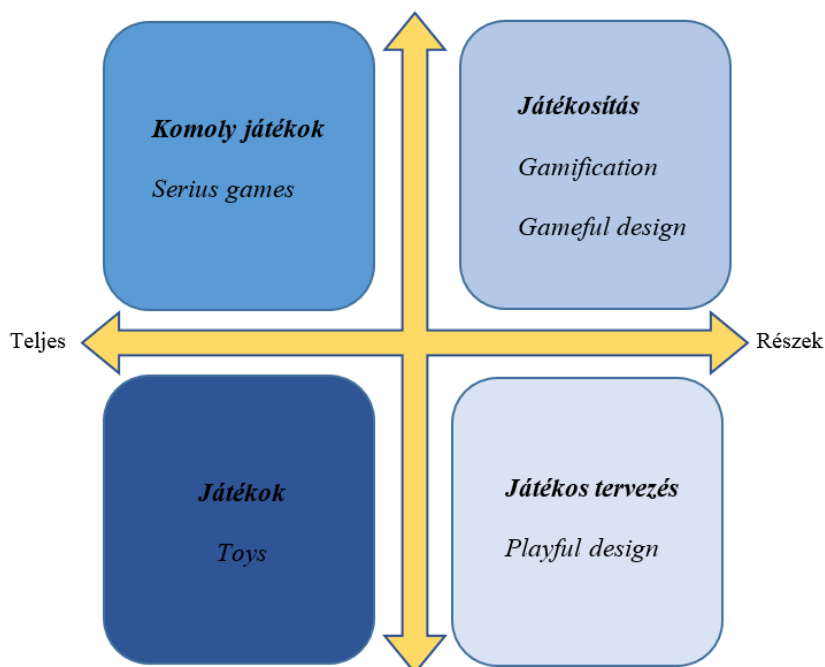 Komoly játékok
Serius games
Játékosítás
Gamification
Gameful design
Teljes
Részek
Játékok
Toys
Játékos tervezés
Playful design